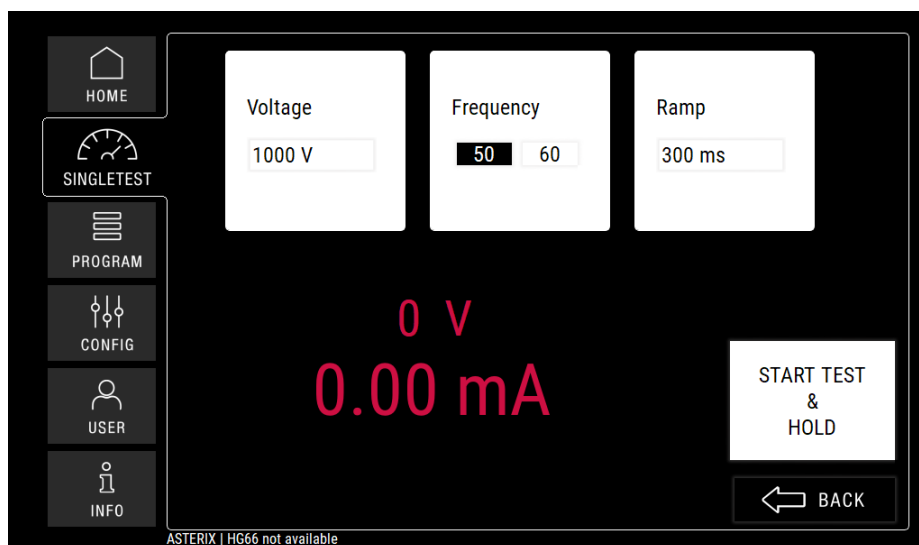 HOME
SINGLETEST
PROGRAM
CONFIG
USER
INFO
Voltage
1000 V
Frequency
50 60
Ramp
300 ms
0 V
0.00 mA
START TEST
&
HOLD
BACK
ASTERIX | HG66 not available